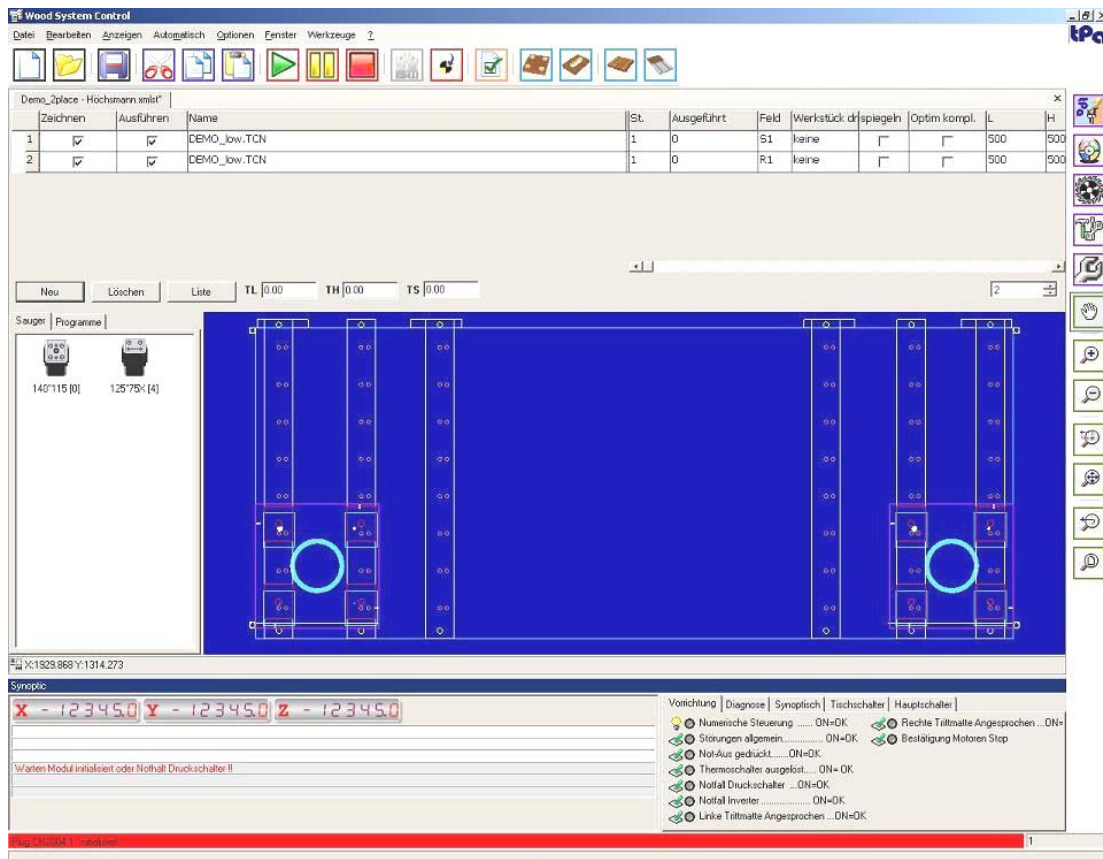 Wood System Control
Datei Bearbeiten Anzeigen Automatisch Optionen Fenster Werkzeuge ?
Demo_2place - Höchsmann.xmlst*
Zeichnen Ausführen Name St. Ausgeführt Feld Werkstück dr spiegeln Optim kompl. L H
1 DEMO_low.TCN 1 0 S1 keine 500 500
2 DEMO_low.TCN 1 0 R1 keine 500 500
Neu Löschen Liste TL 0.00 TH 0.00 TS 0.00 2
Sauger Programme
140*115 [0] 125*75X [4]
X:1929.868 Y:1314.273
Synoptic
X - 12345.0 Y - 12345.0 Z - 12345.0
Warten Modul initialisiert oder Nothalt Druckschalter !!
Vorrichtung Diagnose Synoptisch Tischschalter Hauptschalter
Numerische Steuerung ...... ON=OK Rechte Trittmatte Angesprochen ...ON=
Störungen allgemein................ ON=OK Bestätigung Motoren Stop
Not-Aus gedrückt.......ON=OK
Thermoschalter ausgelöst..... ON= OK
Notfall Druckschalter ...ON=OK
Notfall Inverter .................... ON=OK
Linke Trittmatte Angesprochen ...ON=OK
1